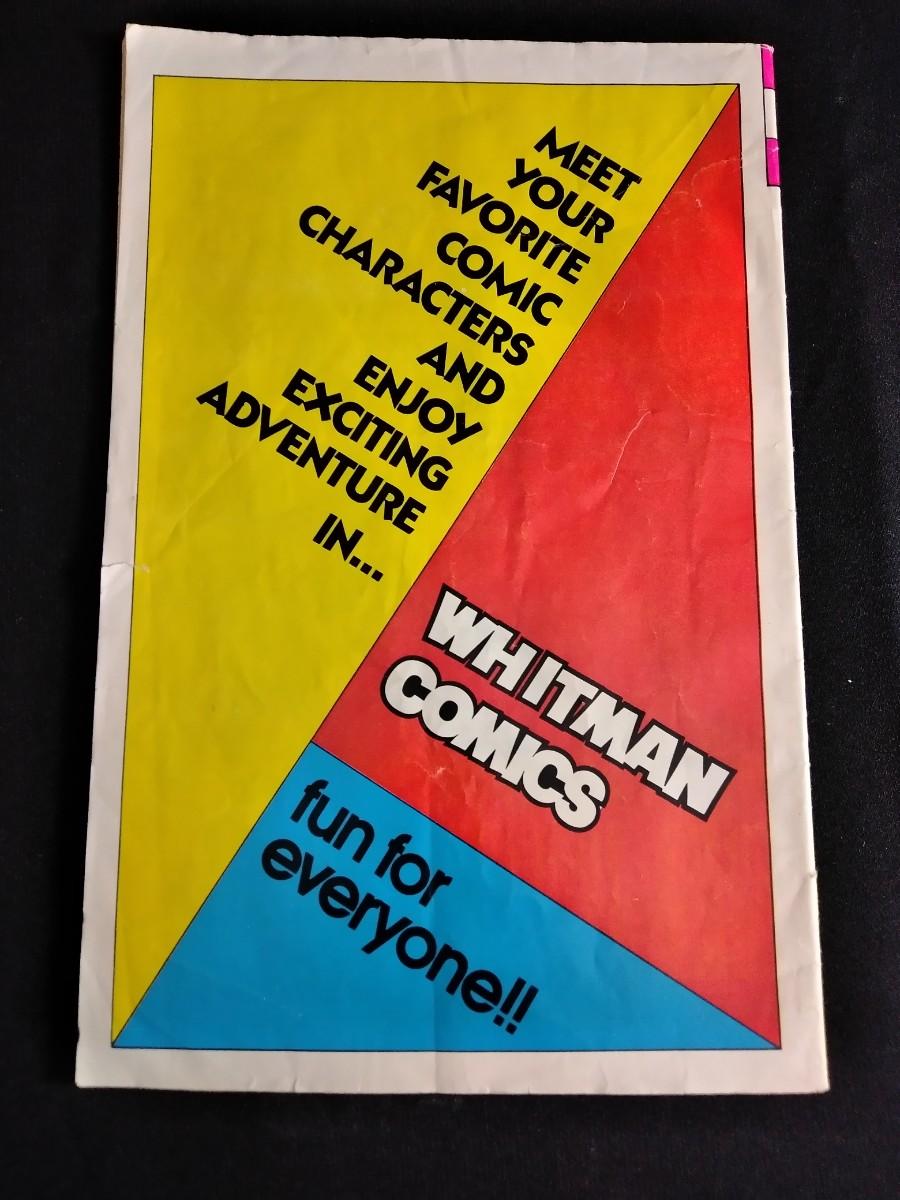 MEET
YOUR
FAVORITE
COMIC
CHARACTERS
AND
ENJOY
EXCITING
ADVENTURE
IN...
WHITMAN
COMICS
fun for
everyone!!